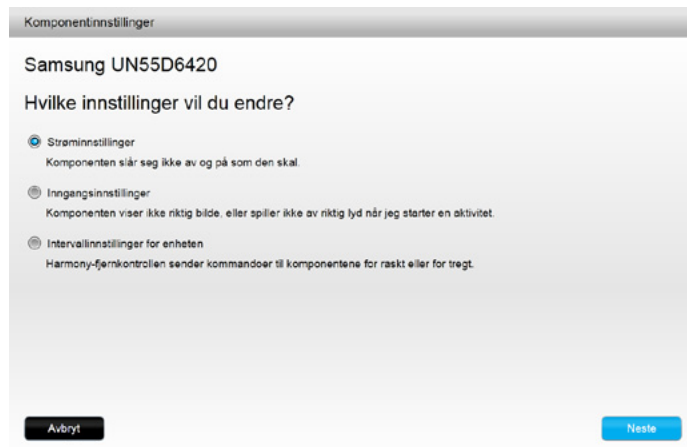 Komponentinnstillinger
Samsung UN55D6420
Hvilke innstillinger vil du endre?
Strøminnstillinger
Komponenten slår seg ikke av og på som den skal.
Inngangsinnstillinger
Komponenten viser ikke riktig bilde, eller spiller ikke av riktig lyd når jeg starter en aktivitet.
Intervallinnstillinger for enheten
Harmony-fjernkontrollen sender kommandoer til komponentene for raskt eller for tregt.
Avbryt
Neste